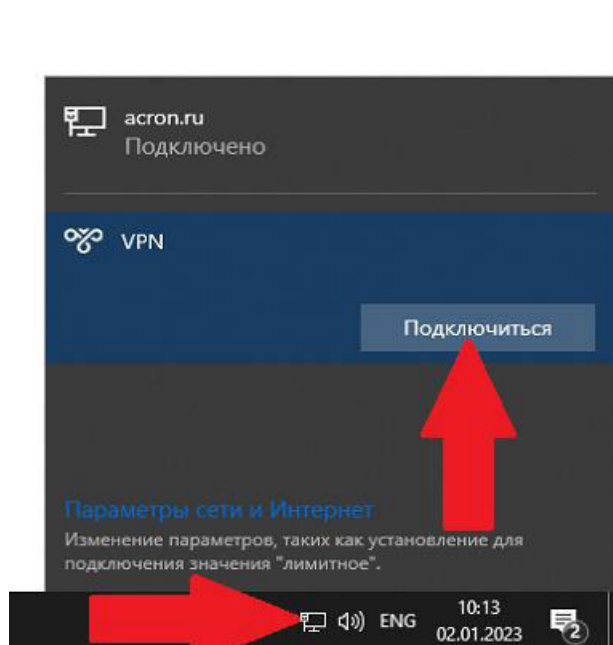 acron.ru
Подключено
VPN
Подключиться
Параметры сети и Интернет
Изменение параметров, таких как установление для
подключения значения "лимитное".
ENG
10:13
02.01.2023
2